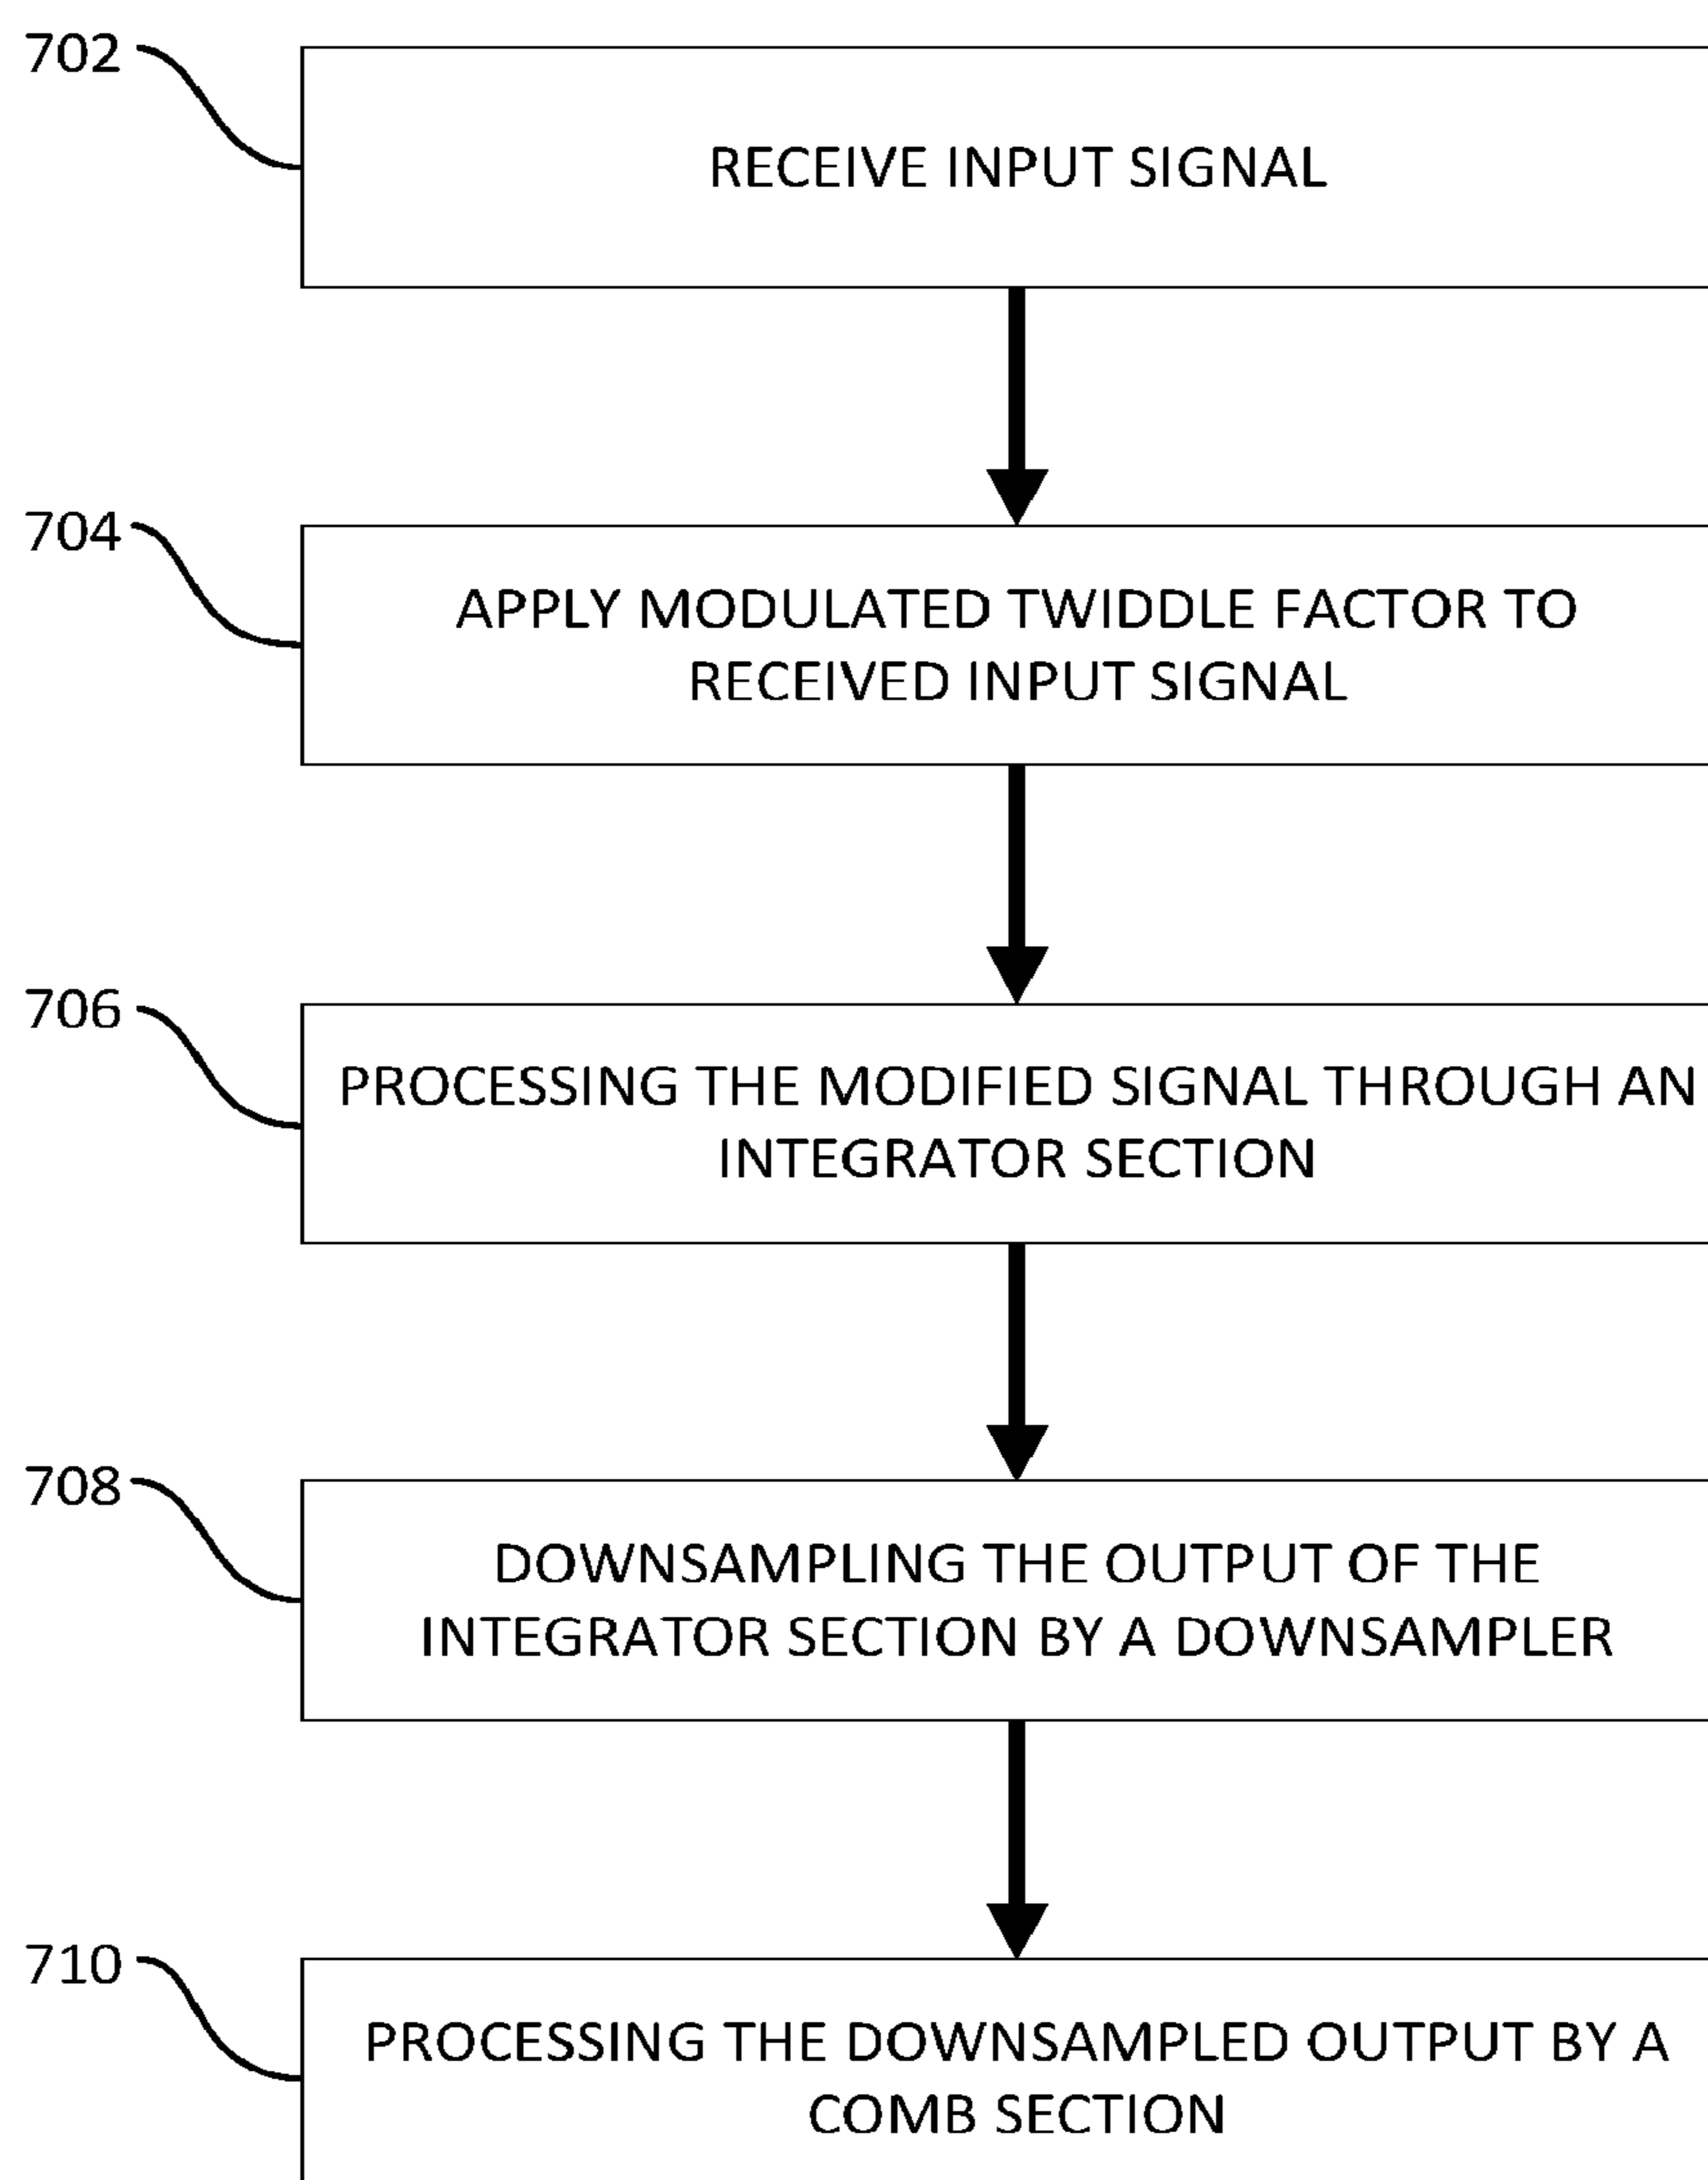 702
RECEIVE INPUT SIGNAL
704
APPLY MODULATED TWIDDLE FACTOR TO
RECEIVED INPUT SIGNAL
706
PROCESSING THE MODIFIED SIGNAL THROUGH AN
INTEGRATOR SECTION
708
DOWNSAMPLING THE OUTPUT OF THE
INTEGRATOR SECTION BY A DOWNSAMPLER
710
PROCESSING THE DOWNSAMPLED OUTPUT BY A
COMB SECTION